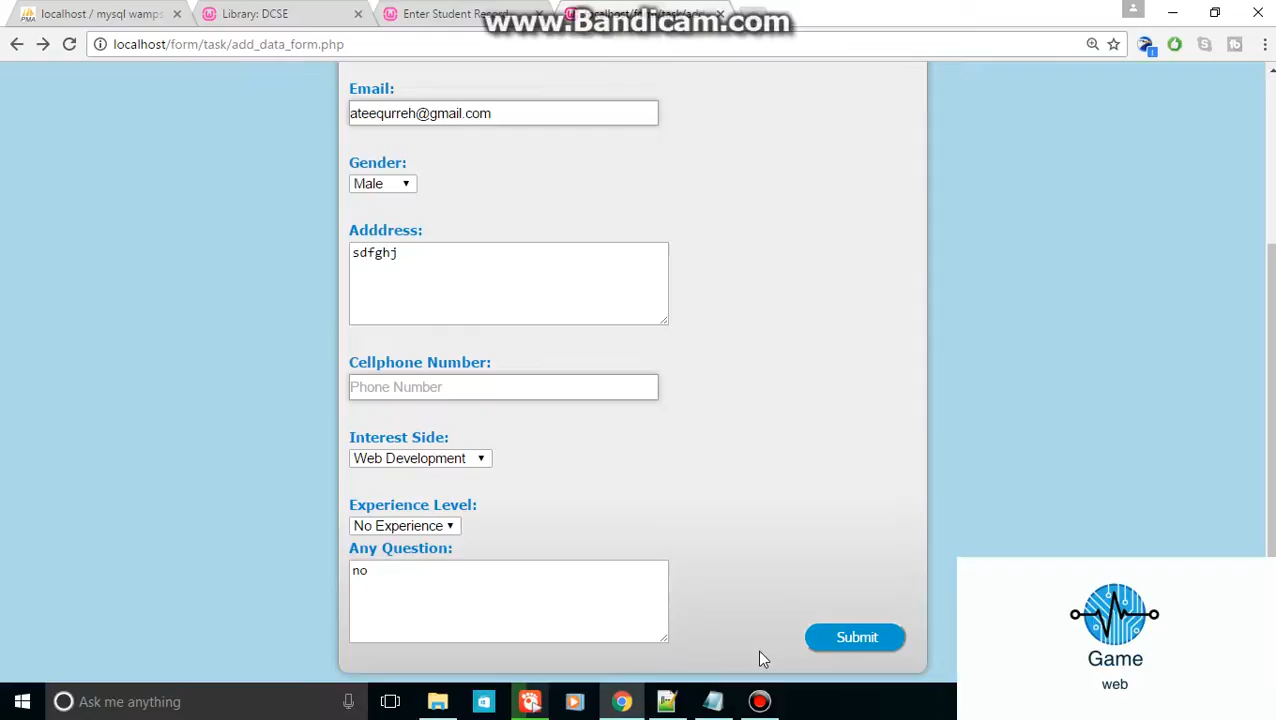 localhost / mysql wamps
Library: DCSE
Enter Student Record
www.Bandicam.com
localhost/form/task/add_data_form.php
Email:
ateequrreh@gmail.com
Gender:
Male
Adddress:
sdfghj
Cellphone Number:
Phone Number
Interest Side:
Web Development
Experience Level:
No Experience
Any Question:
no
Submit
Game
web
Ask me anything